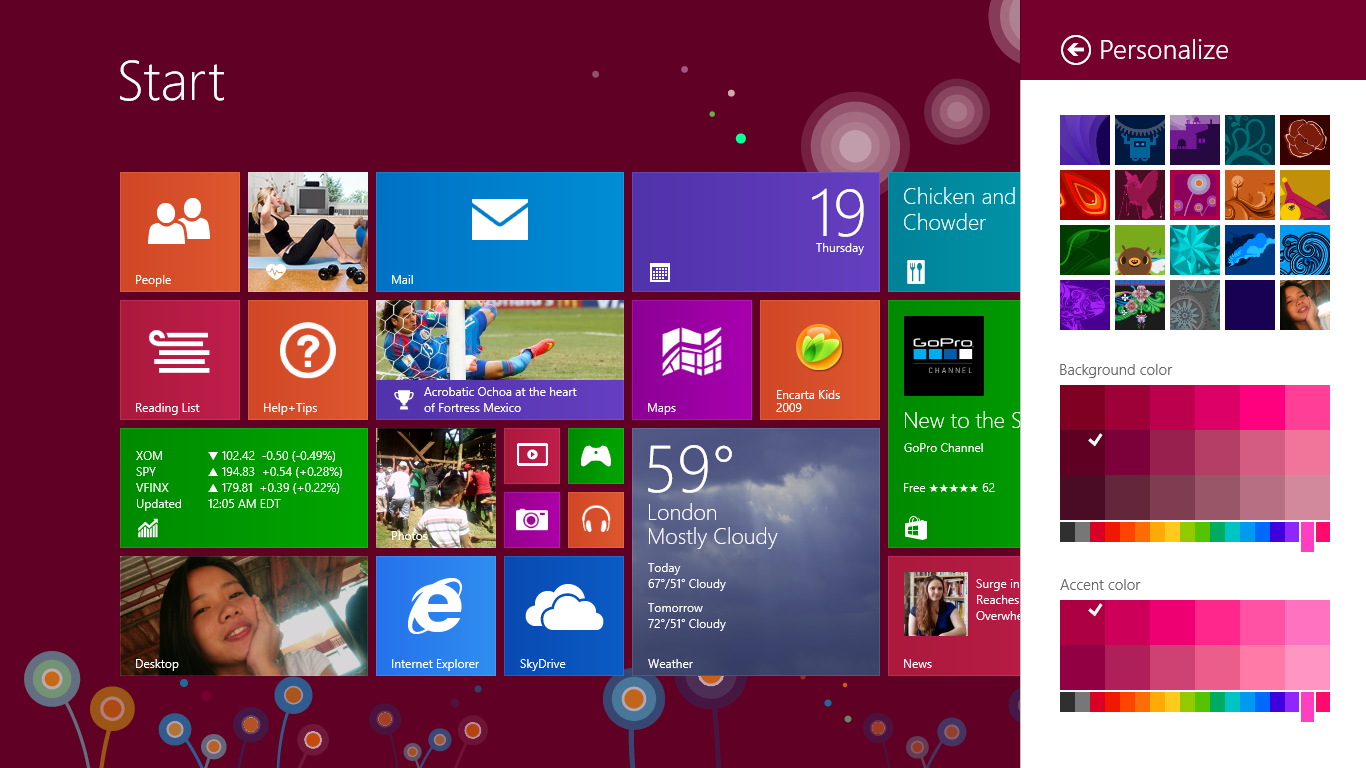 Start
Personalize
People
Mail
19
Thursday
Chicken and
Chowder
Reading List
Help+Tips
Acrobatic Ochoa at the heart
of Fortress Mexico
Maps
Encarta Kids
2009
GoPro
CHANNEL
New to the S
GoPro Channel
Free ★★★★★ 62
XOM ▼ 102.42 -0.50 (-0.49%)
SPY ▲ 194.83 +0.54 (+0.28%)
VFINX ▲ 179.81 +0.39 (+0.22%)
Updated 12:05 AM EDT
Photos
59°
London
Mostly Cloudy
Today
67°/51° Cloudy
Tomorrow
72°/51° Cloudy
Weather
Desktop
Internet Explorer
SkyDrive
Surge in
Reaches
Overwhe
News
Background color
Accent color